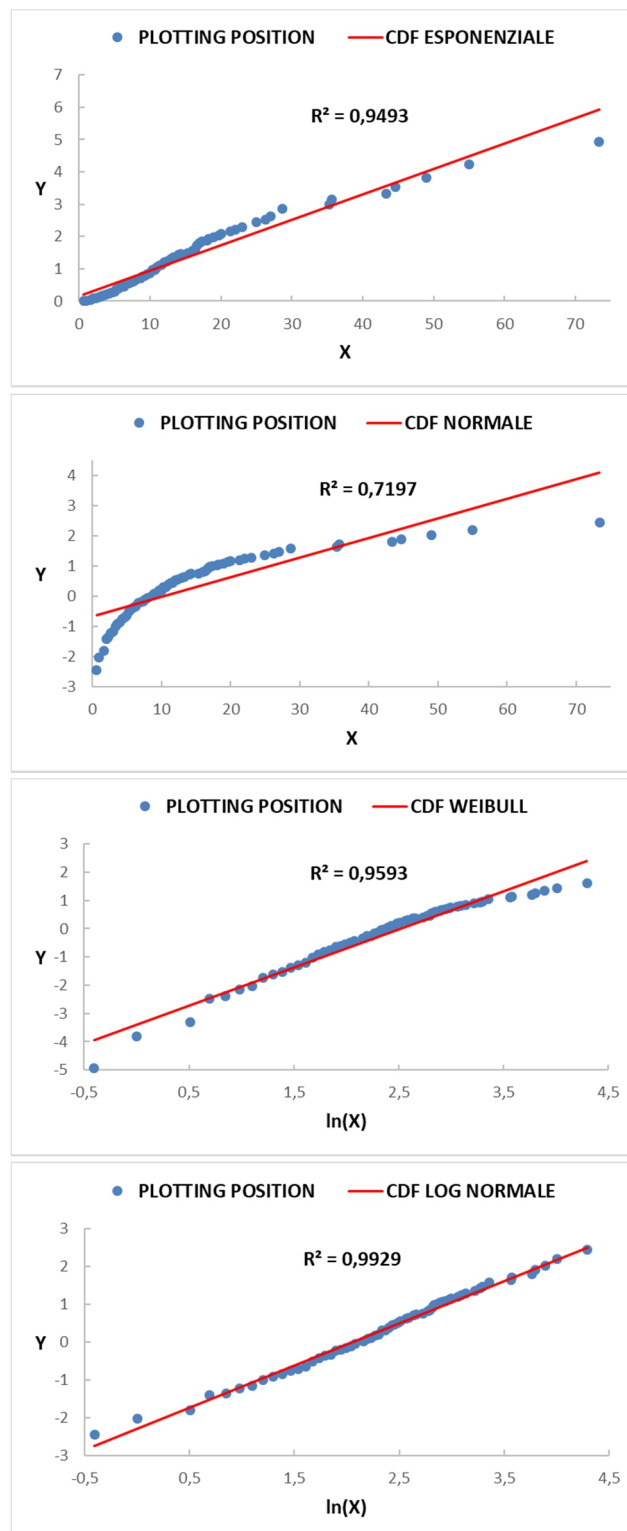 PLOTTING POSITION CDF ESPONENZIALE
7
6
R² = 0,9493
5
4
Y
3
2
1
0
0 10 20 30 40 50 60 70
X
PLOTTING POSITION CDF NORMALE
4
R² = 0,7197
3
2
Y
1
0
-1
-2
-3
0 10 20 30 40 50 60 70
X
PLOTTING POSITION CDF WEIBULL
3
R² = 0,9593
2
1
0
Y
-1
-2
-3
-4
-5
-0,5 0,5 1,5 2,5 3,5 4,5
ln(X)
PLOTTING POSITION CDF LOG NORMALE
3
R² = 0,9929
2
1
Y
0
-1
-2
-3
-0,5 0,5 1,5 2,5 3,5 4,5
ln(X)